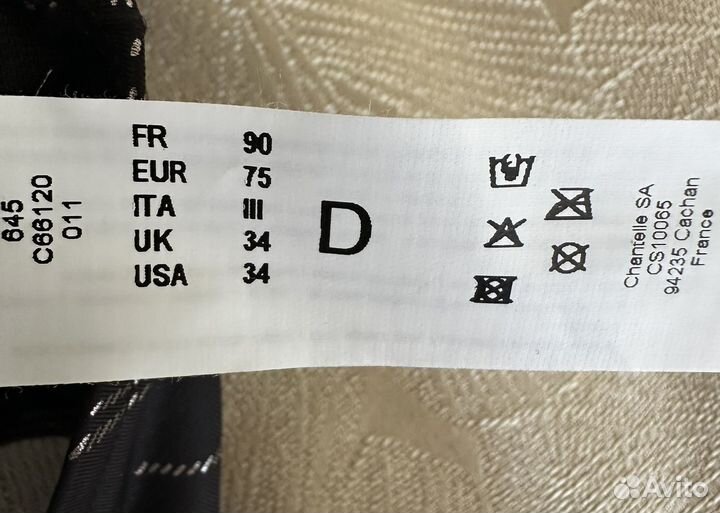 645
C66120
011
FR 90
EUR 75
ITA III
UK 34
USA 34
D
Chantelle SA
CS10065
94235 Cachan
France
Avito